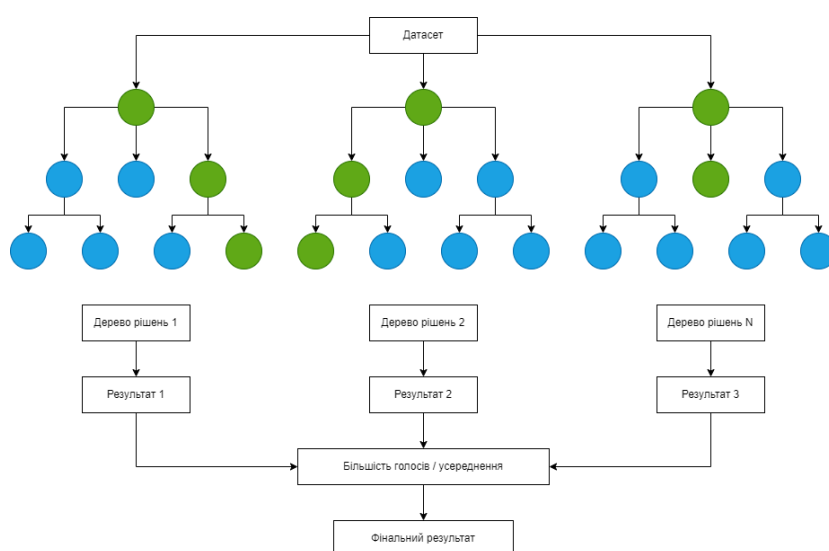 Датасет
Дерево рішень 1
Дерево рішень 2
Дерево рішень N
Результат 1
Результат 2
Результат 3
Більшість голосів / усереднення
Фінальний результат